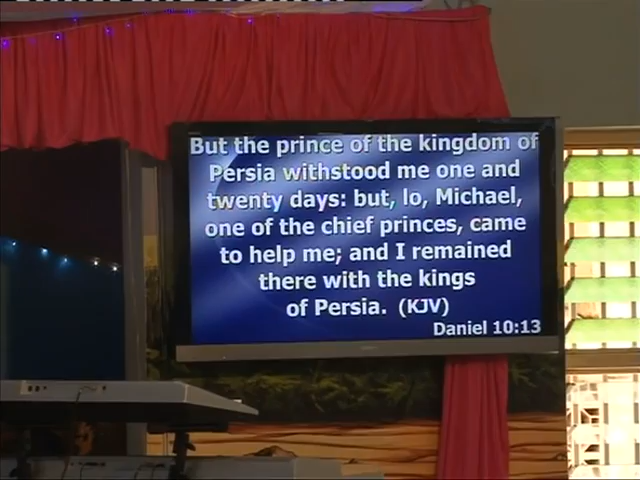 But the prince of the kingdom of
Persia withstood me one and
twenty days: but, lo, Michael,
one of the chief princes, came
to help me; and I remained
there with the kings
of Persia. (KJV)
Daniel 10:13